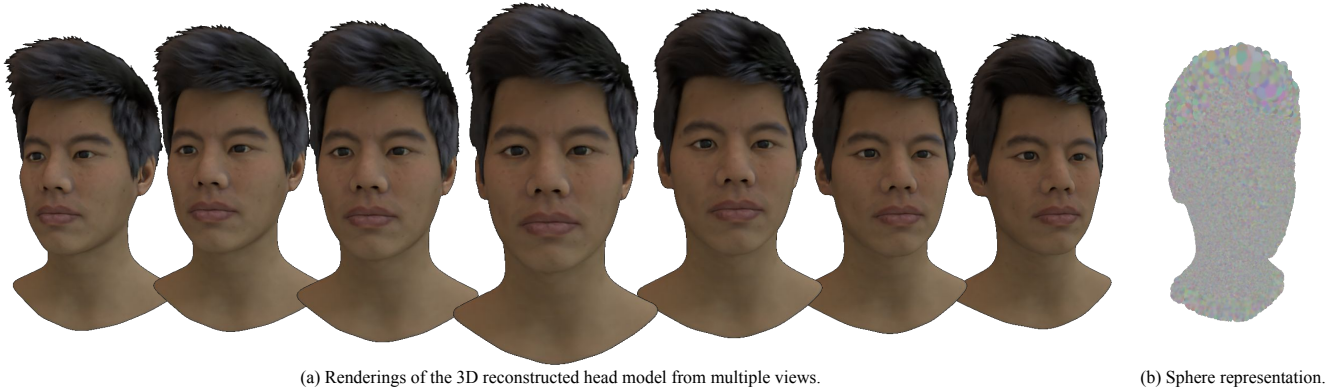 (a) Renderings of the 3D reconstructed head model from multiple views.
(b) Sphere representation.